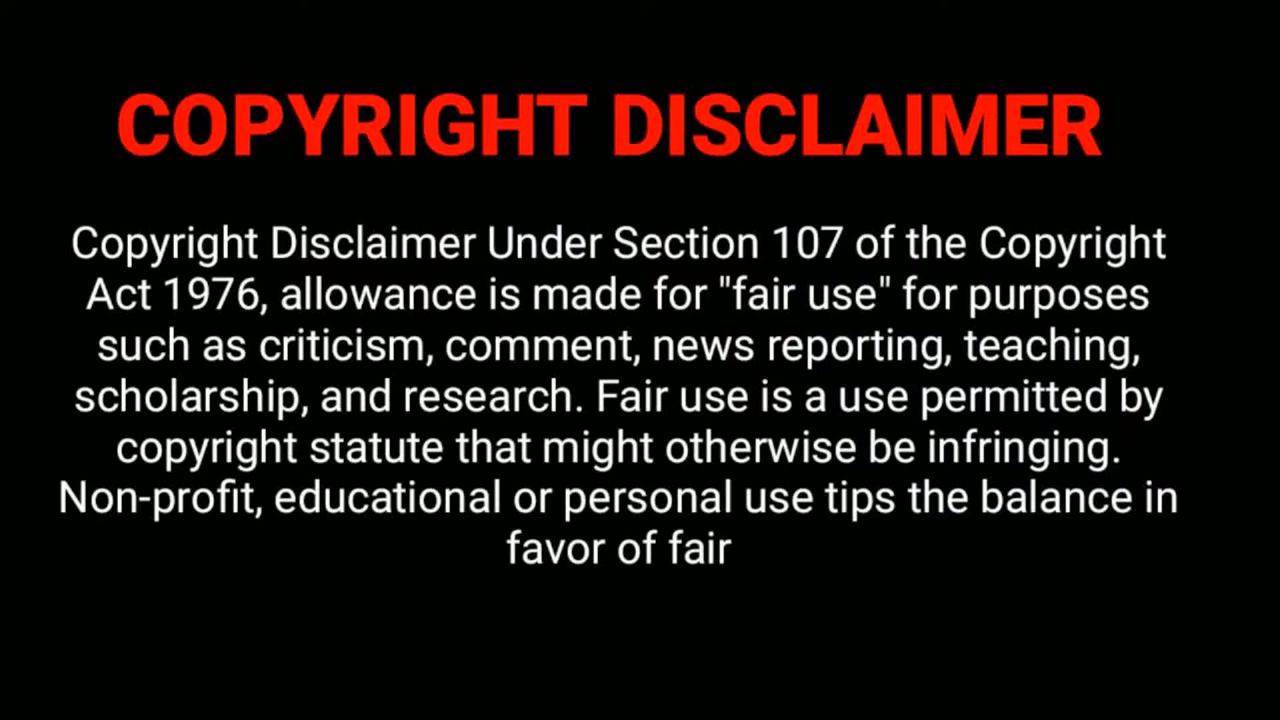 COPYRIGHT DISCLAIMER
Copyright Disclaimer Under Section 107 of the Copyright
Act 1976, allowance is made for "fair use" for purposes
such as criticism, comment, news reporting, teaching,
scholarship, and research. Fair use is a use permitted by
copyright statute that might otherwise be infringing.
Non-profit, educational or personal use tips the balance in
favor of fair